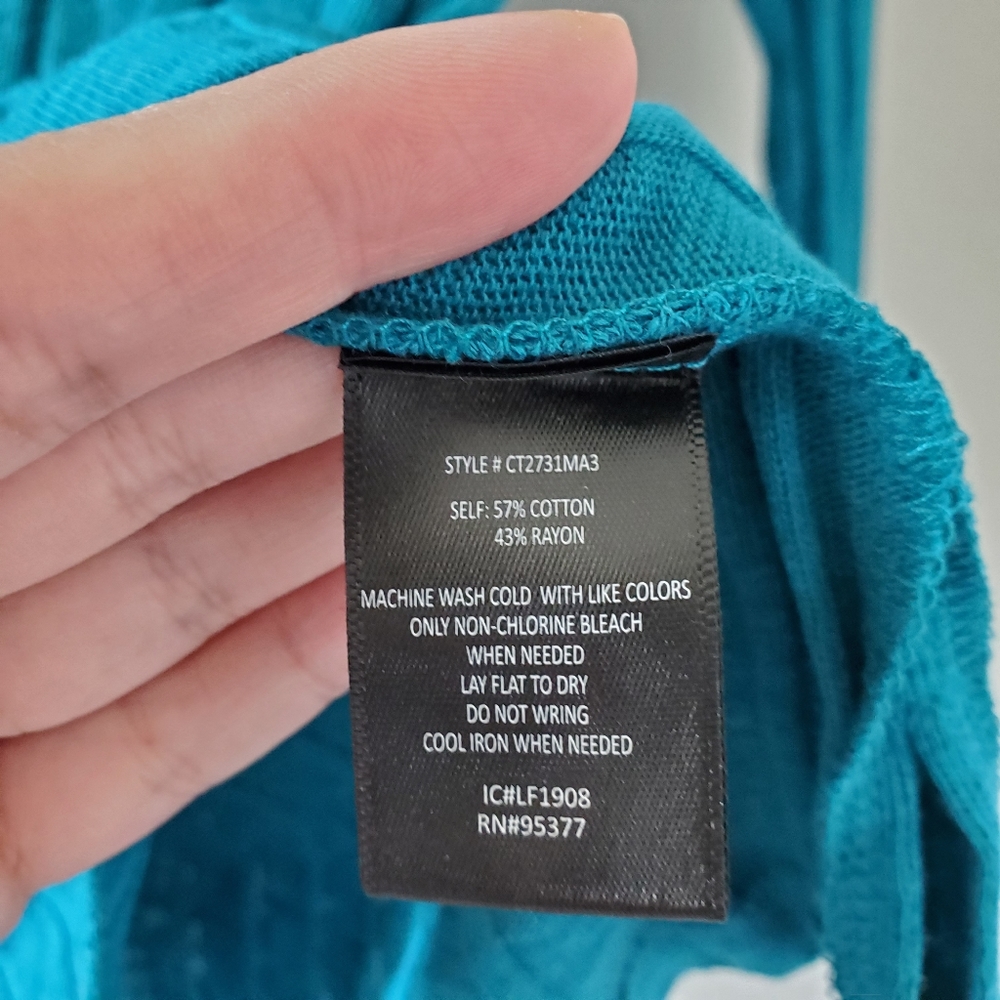 STYLE # CT2731MA3
SELF: 57% COTTON
43% RAYON
MACHINE WASH COLD WITH LIKE COLORS
ONLY NON-CHLORINE BLEACH
WHEN NEEDED
LAY FLAT TO DRY
DO NOT WRING
COOL IRON WHEN NEEDED
IC#LF1908
RN#95377